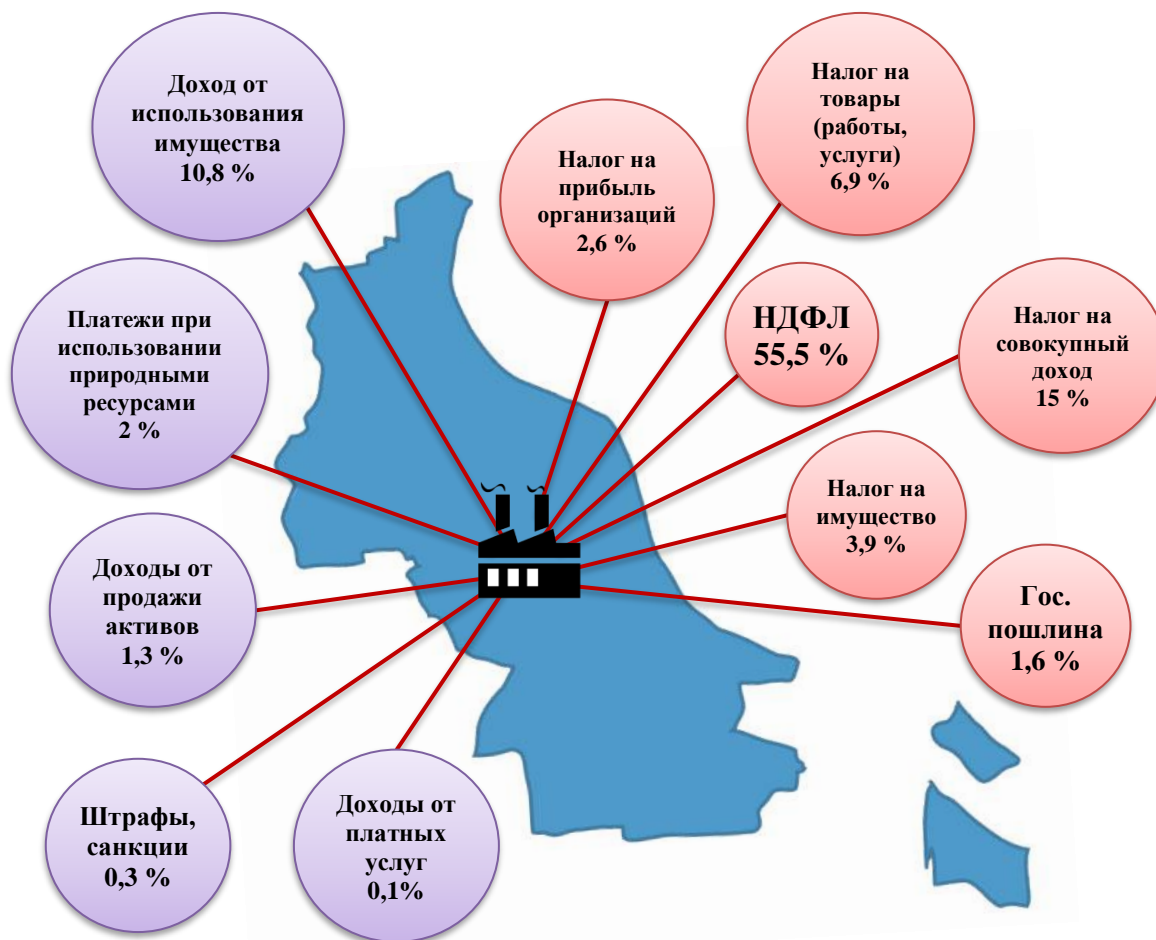 Доход от
использования
имущества
10,8 %
Налог на
прибыль
организаций
2,6 %
Налог на
товары
(работы,
услуги)
6,9 %
Платежи при
использовании
природными
ресурсами
2 %
НДФЛ
55,5 %
Налог на
совокупный
доход
15 %
Налог на
имущество
3,9 %
Доходы от
продажи
активов
1,3 %
Гос.
пошлина
1,6 %
Штрафы,
санкции
0,3 %
Доходы от
платных
услуг
0,1%